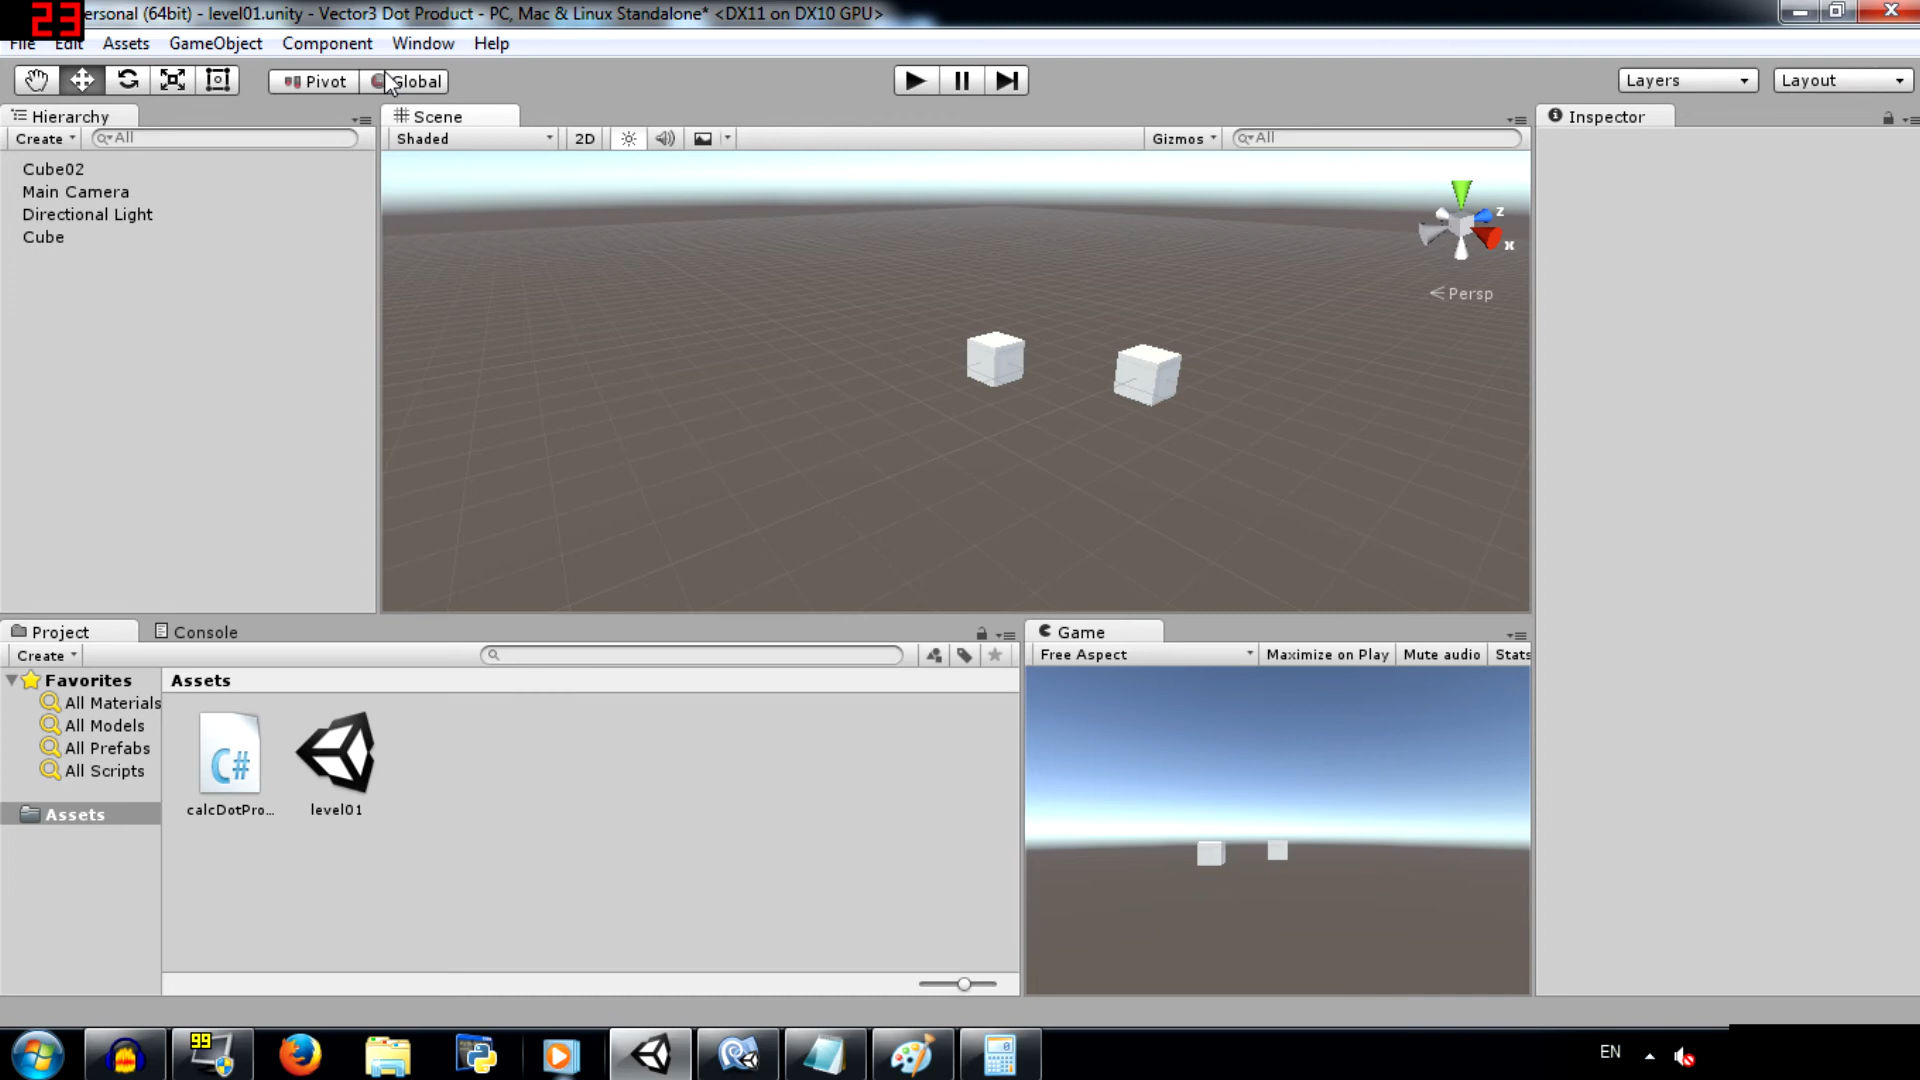 23
ersonal (64bit) - level01.unity - Vector3 Dot Product - PC, Mac & Linux Standalone* <DX11 on DX10 GPU>
File Edit Assets GameObject Component Window Help
Pivot Global Layers Layout
Hierarchy
Create All
Cube02
Main Camera
Directional Light
Cube
Scene
Shaded 2D Gizmos All
z
x
Persp
Inspector
Project Console
Create
Favorites
All Materials
All Models
All Prefabs
All Scripts
Assets
Assets
C#
calcDotPro...
level01
Game
Free Aspect Maximize on Play Mute audio Stats
99
EN